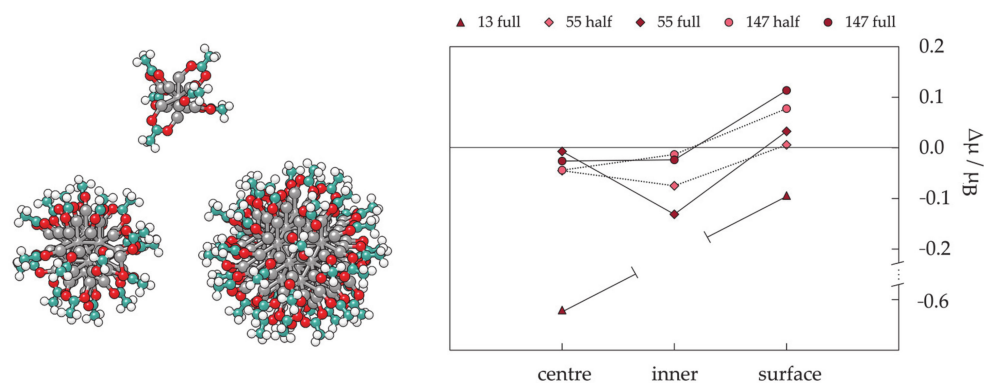 13 full 55 half 55 full 147 half 147 full
0.2
0.1
0.0
-0.1
-0.2
-0.6
Δμ / μB
centre inner surface